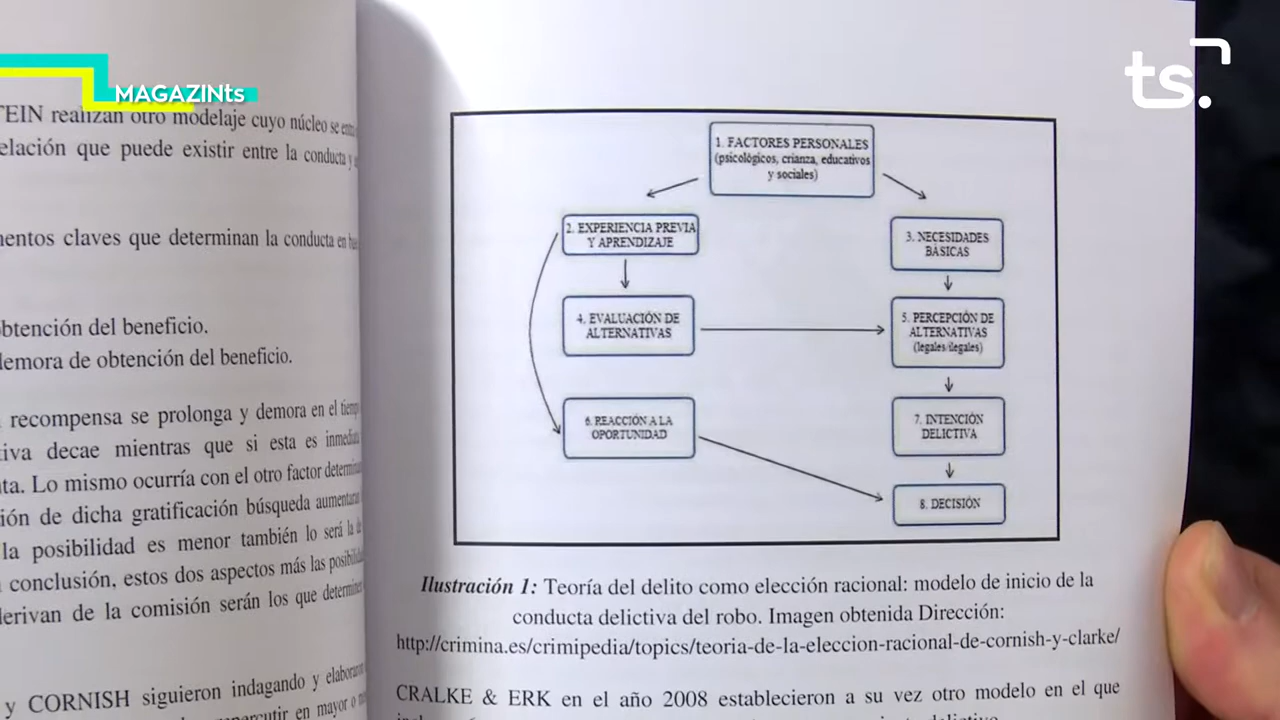 MAGAZINts
ts.
TEIN realizan otro modelaje cuyo núcleo se
elación que puede existir entre la conducta y
mentos claves que determinan la conducta en
obtención del beneficio.
demora de obtención del beneficio.
recompensa se prolonga y demora en el
tiva decae mientras que si esta es
ta. Lo mismo ocurría con el otro factor
ión de dicha gratificación búsqueda
la posibilidad es menor también lo será la
conclusión, estos dos aspectos más las
derivan de la comisión serán los que
y CORNISH siguieron indagando y
en mayor o
1. FACTORES PERSONALES
(psicológicos, crianza, educativos
y sociales)
2. EXPERIENCIA PREVIA
Y APRENDIZAJE
3. NECESIDADES
BÁSICAS
4. EVALUACIÓN DE
ALTERNATIVAS
5. PERCEPCIÓN DE
ALTERNATIVAS
(legales/ilegales)
6. REACCIÓN A LA
OPORTUNIDAD
7. INTENCIÓN
DELICTIVA
8. DECISIÓN
Ilustración 1: Teoría del delito como elección racional: modelo de inicio de la
conducta delictiva del robo. Imagen obtenida Dirección:
http://crimina.es/crimipedia/topics/teoria-de-la-eleccion-racional-de-cornish-y-clarke/
CRALKE & ERK en el año 2008 establecieron a su vez otro modelo en el que